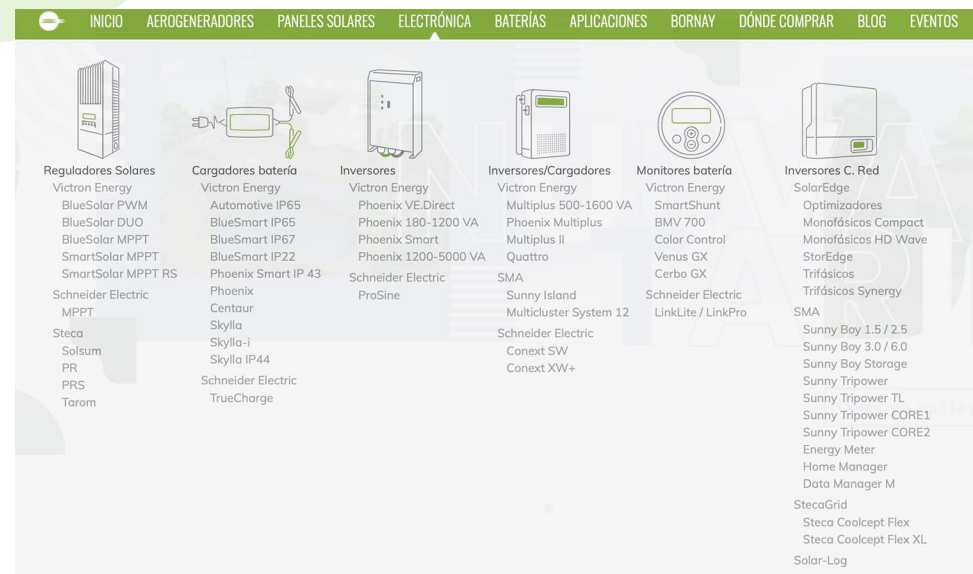 INICIO AEROGENERADORES PANELES SOLARES ELECTRÓNICA BATERÍAS APLICACIONES BORNAY DÓNDE COMPRAR BLOG EVENTOS
Reguladores Solares
Victron Energy
BlueSolar PWM
BlueSolar DUO
BlueSolar MPPT
SmartSolar MPPT
SmartSolar MPPT RS
Schneider Electric
MPPT
Steca
Solsum
PR
PRS
Tarom
Cargadores batería
Victron Energy
Automotive IP65
BlueSmart IP65
BlueSmart IP67
BlueSmart IP22
Phoenix Smart IP 43
Phoenix
Centaur
Skylla
Skylla-i
Skylla IP44
Schneider Electric
TrueCharge
Inversores
Victron Energy
Phoenix VE.Direct
Phoenix 180-1200 VA
Phoenix Smart
Phoenix 1200-5000 VA
Schneider Electric
ProSine
Inversores/Cargadores
Victron Energy
Multiplus 500-1600 VA
Phoenix Multiplus
Multiplus II
Quattro
SMA
Sunny Island
Multicluster System 12
Schneider Electric
Conext SW
Conext XW+
Monitores batería
Victron Energy
SmartShunt
BMV 700
Color Control
Venus GX
Cerbo GX
Schneider Electric
LinkLite / LinkPro
Inversores C. Red
SolarEdge
Optimizadores
Monofásicos Compact
Monofásicos HD Wave
StorEdge
Trifásicos
Trifásicos Synergy
SMA
Sunny Boy 1.5 / 2.5
Sunny Boy 3.0 / 6.0
Sunny Boy Storage
Sunny Tripower
Sunny Tripower TL
Sunny Tripower CORE1
Sunny Tripower CORE2
Energy Meter
Home Manager
Data Manager M
StecaGrid
Steca Coolcept Flex
Steca Coolcept Flex XL
Solar-Log